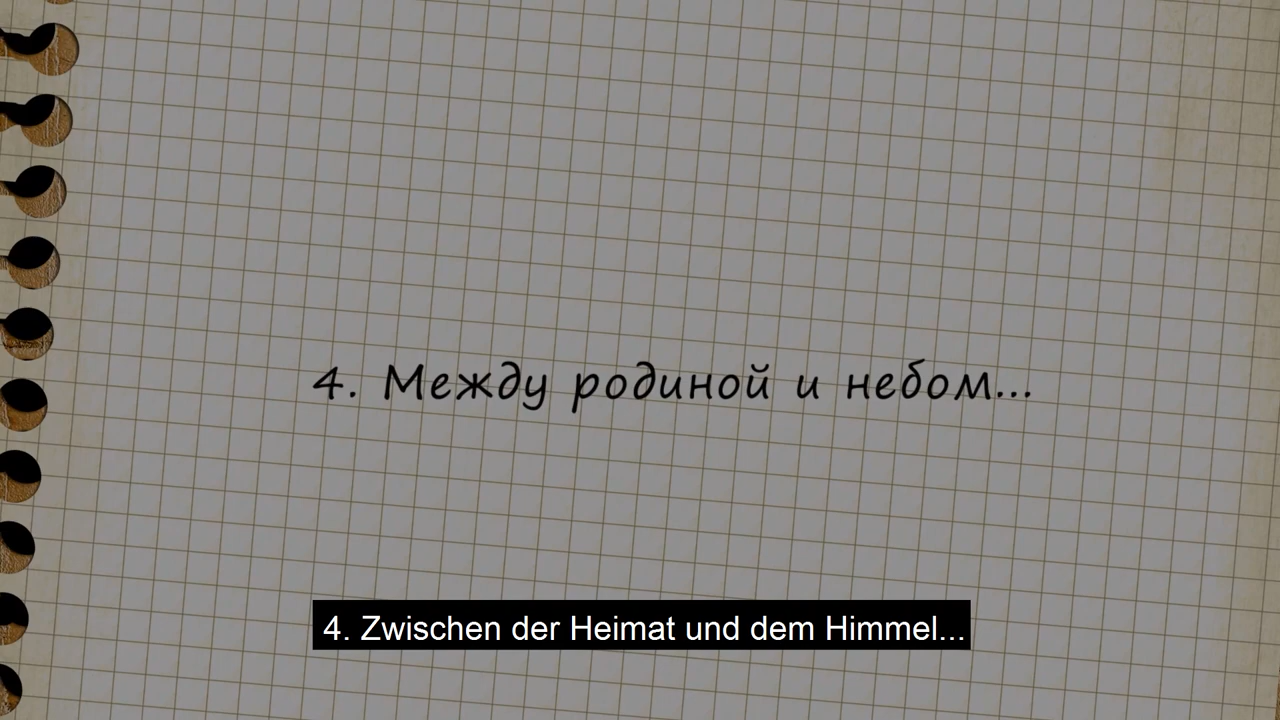 4. Между родиной и небом...
4. Zwischen der Heimat und dem Himmel...